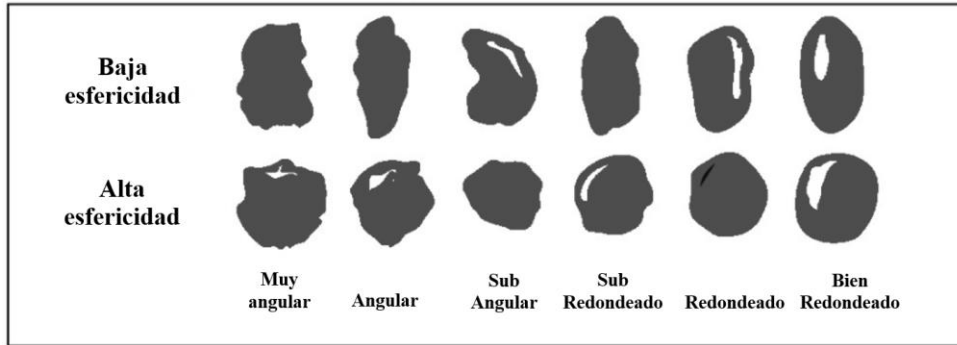 Baja
esfericidad
Alta
esfericidad
Muy
angular
Angular
Sub
Angular
Sub
Redondeado
Redondeado
Bien
Redondeado